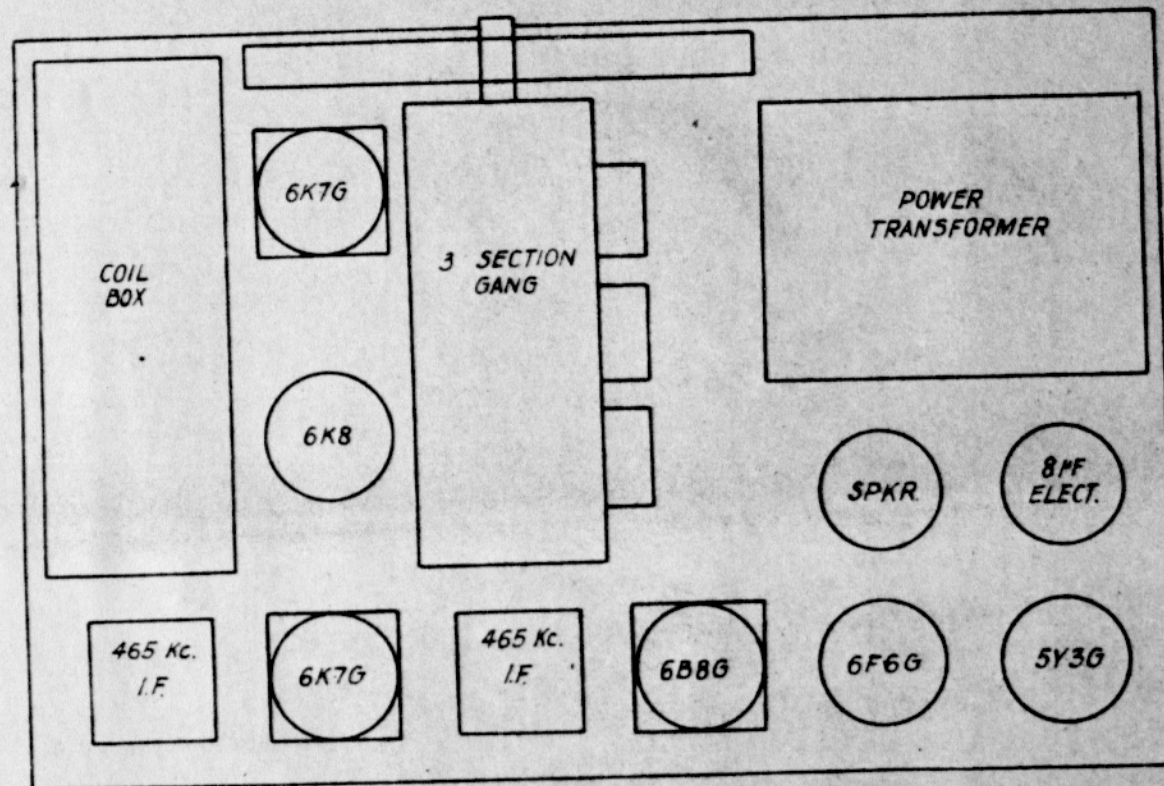 6K7G
POWER
TRANSFORMER
COIL
BOX
3 SECTION
GANG
6K8
SPKR.
8µF
ELECT.
465 Kc.
I.F.
6K7G
465 Kc.
I.F.
6B8G
6F6G
5Y3G